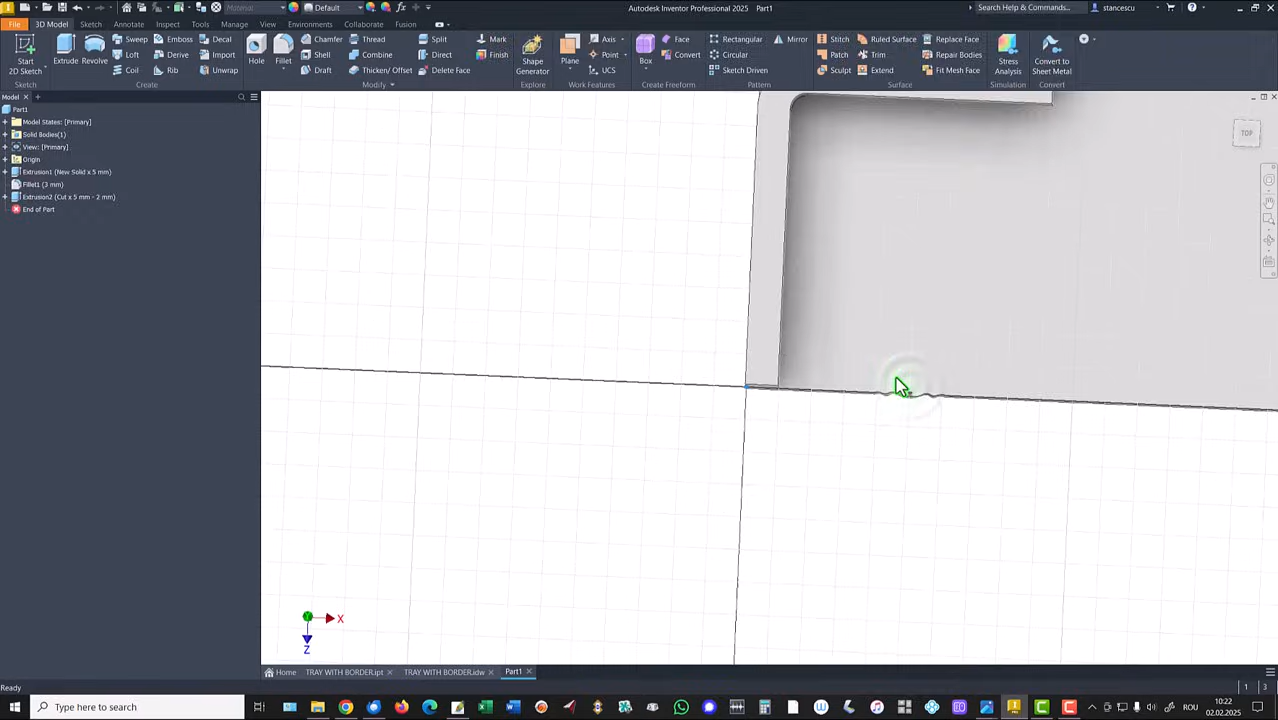 Material
Default
Autodesk Inventor Professional 2025 Part1
Search Help & Commands...
stancescu
File
3D Model
Sketch
Annotate
Inspect
Tools
Manage
View
Environments
Collaborate
Fusion
Start
2D Sketch
Sketch
Extrude
Revolve
Sweep
Loft
Coil
Emboss
Derive
Rib
Decal
Import
Unwrap
Create
Hole
Fillet
Chamfer
Shell
Draft
Thread
Combine
Thicken/ Offset
Split
Direct
Delete Face
Modify
Mark
Finish
Shape
Generator
Explore
Plane
Axis
Point
UCS
Work Features
Box
Face
Convert
Create Freeform
Rectangular
Circular
Sketch Driven
Mirror
Pattern
Stitch
Patch
Sculpt
Ruled Surface
Trim
Extend
Replace Face
Repair Bodies
Fit Mesh Face
Surface
Stress
Analysis
Simulation
Convert to
Sheet Metal
Model
Part1
Model States: [Primary]
Solid Bodies(1)
View: [Primary]
Origin
Extrusion1 (New Solid x 5 mm)
Fillet1 (3 mm)
Extrusion2 (Cut x 5 mm - 2 mm)
End of Part
TOP
X
Z
Home
TRAY WITH BORDER.ipt
TRAY WITH BORDER.idw
Part1
Ready
1
3
Type here to search
ROU
10:22
02.02.2025